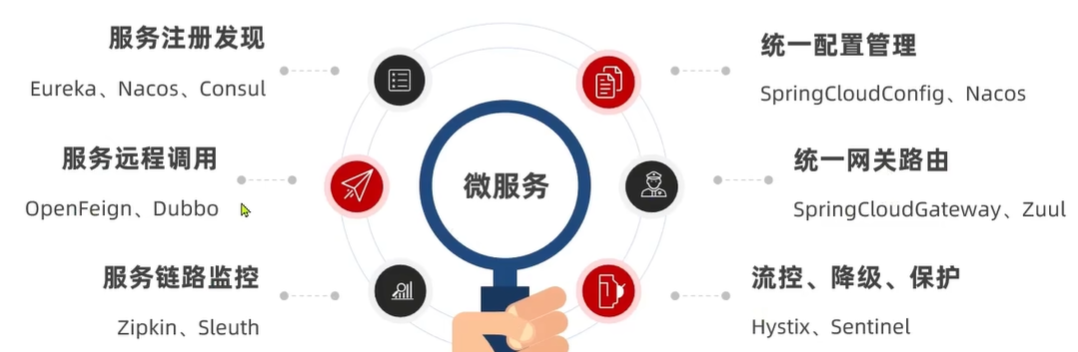 服务注册发现
Eureka、Nacos、Consul
服务远程调用
OpenFeign、Dubbo
服务链路监控
Zipkin、Sleuth
微服务
统一配置管理
SpringCloudConfig、Nacos
统一网关路由
SpringCloudGateway、Zuul
流控、降级、保护
Hystix、Sentinel